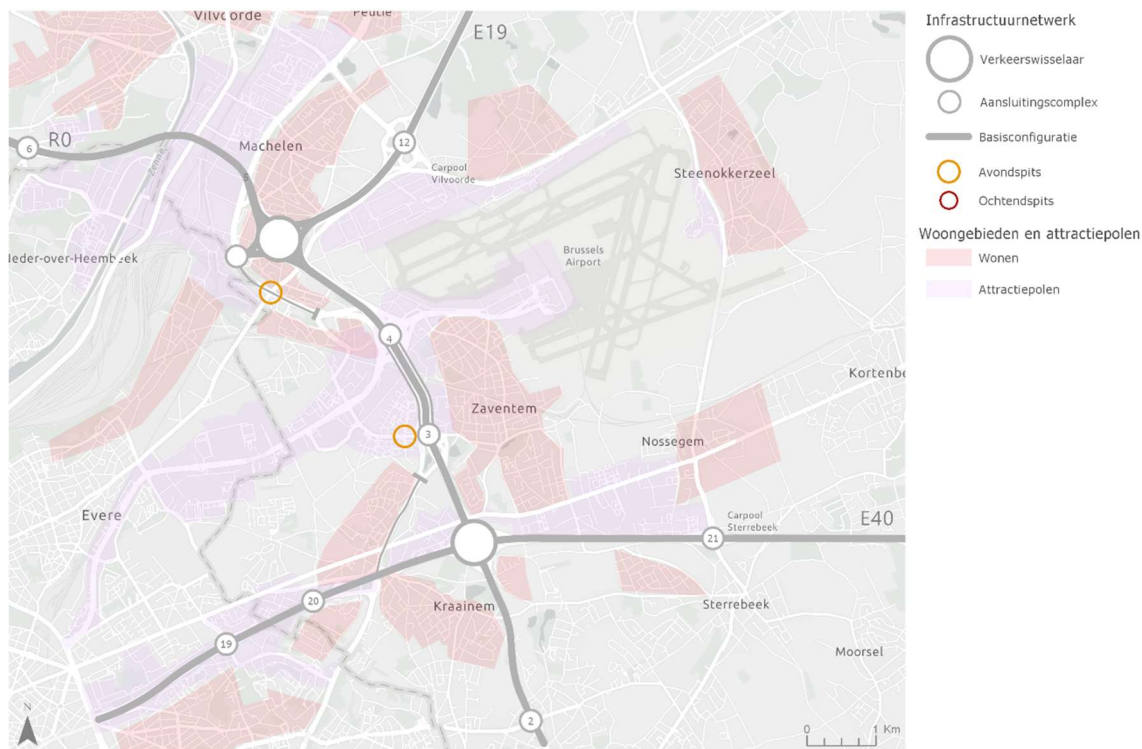 Vilvoorde
Peutie
E19
R0
6
Zenne
Machelen
12
Carpool
Vilvoorde
Steenokkerzeel
Brussels
Airport
4
Kortenbe
Zaventem
3
Nossegem
Evere
Carpool
Sterrebeek
E40
21
20
Kraainem
Sterrebeek
19
Moorsel
2
N
0 1 Km
Infrastructuurnetwerk
Verkeerswisselaar
Aansluitingscomplex
Basisconfiguratie
Avondspits
Ochtendspits
Woongebieden en attractiepolen
Wonen
Attractiepolen